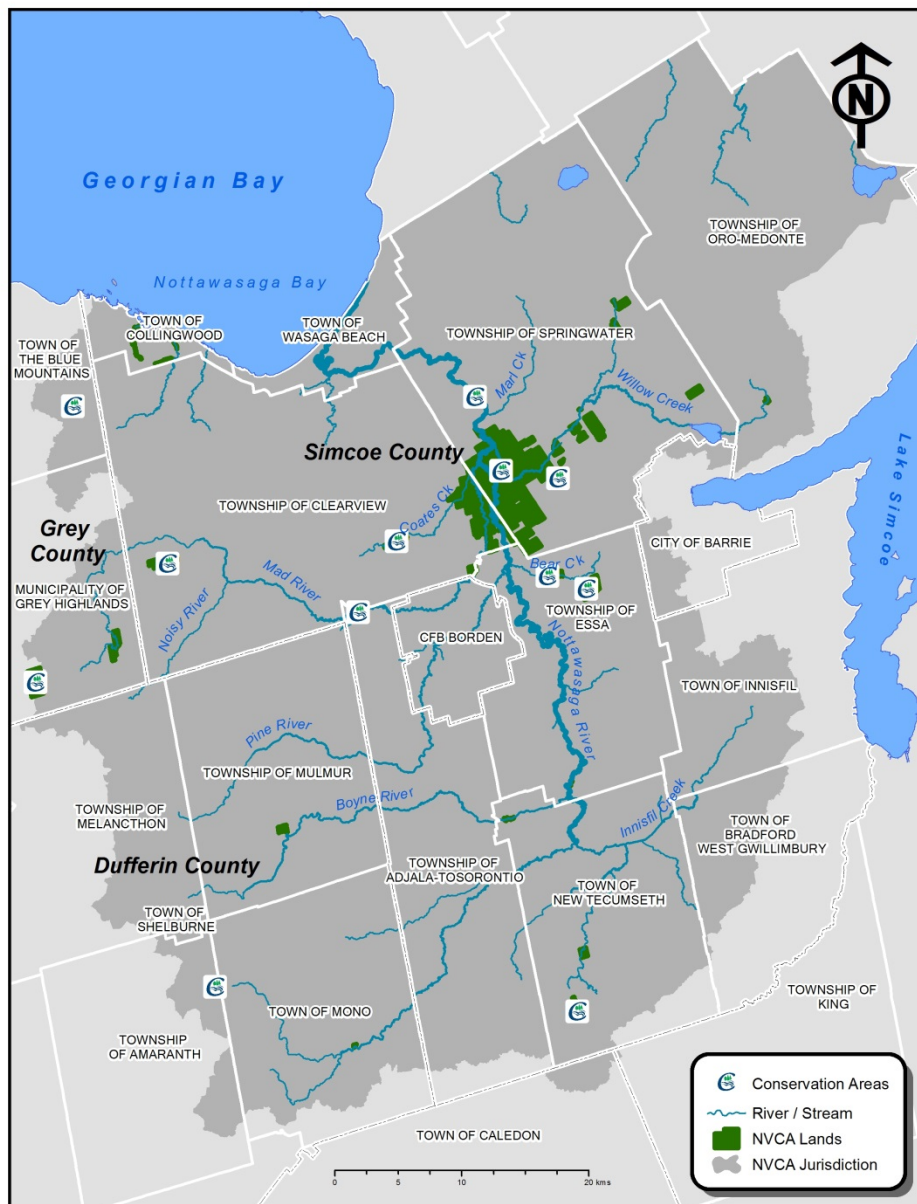 N
Georgian Bay
Nottawasaga Bay
TOWNSHIP OF
ORO-MEDONTE
TOWN OF
COLLINGWOOD
TOWN OF
WASAGA BEACH
TOWNSHIP OF SPRINGWATER
TOWN OF
THE BLUE
MOUNTAINS
Marl Ck
Willow Creek
Simcoe County
Lake Simcoe
TOWNSHIP OF CLEARVIEW
Coates Ck
Grey
County
CITY OF BARRIE
Bear Ck
MUNICIPALITY OF
GREY HIGHLANDS
Mad River
Noisy River
TOWNSHIP OF
ESSA
CFB BORDEN
Nottawasaga River
TOWN OF INNISFIL
Pine River
TOWNSHIP OF MULMUR
Boyne River
TOWNSHIP OF
MELANCTHON
Innisfil Creek
TOWN OF
BRADFORD
WEST GWILLIMBURY
Dufferin County
TOWNSHIP OF
ADJALA-TOSORONTIO
TOWN OF
NEW TECUMSETH
TOWN OF
SHELBURNE
TOWNSHIP OF
KING
TOWN OF MONO
TOWNSHIP
OF AMARANTH
TOWN OF CALEDON
Conservation Areas
River / Stream
NVCA Lands
NVCA Jurisdiction
0 5 10 20 kms